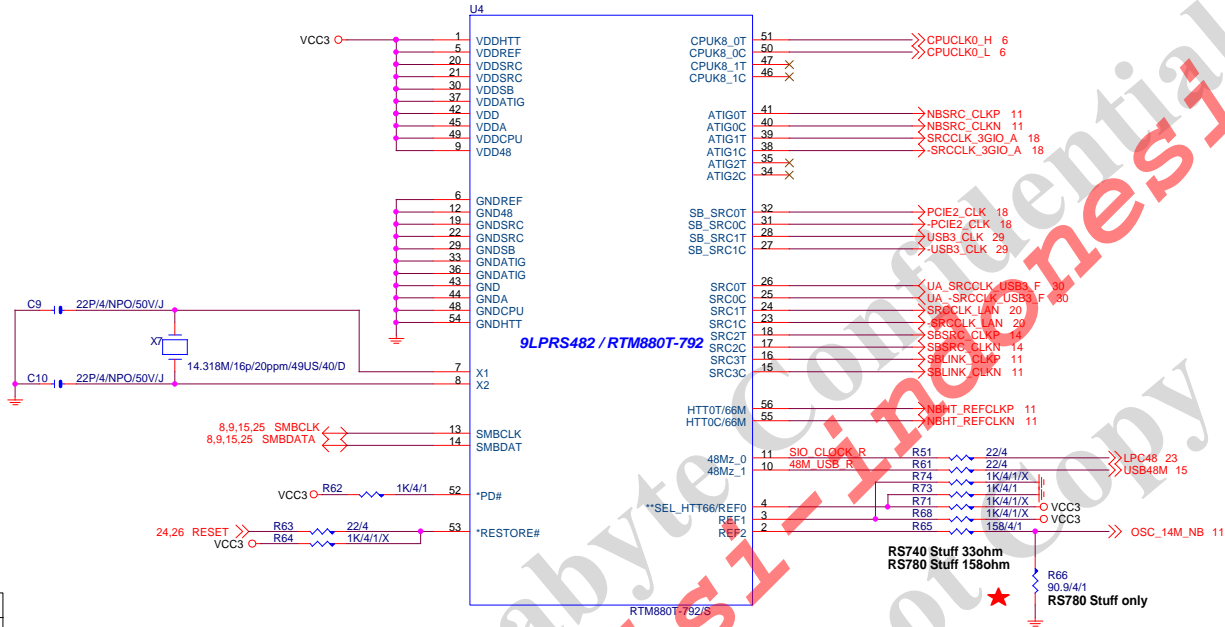 U4
VCC3
1 VDDHTT
5 VDDREF
20 VDDSRC
21 VDDSRC
30 VDDSB
37 VDDATIG
42 VDD
45 VDDA
49 VDDCPU
9 VDD48
6 GNDREF
12 GND48
19 GNDSRC
22 GNDSRC
29 GNDSB
33 GNDATIG
36 GNDATIG
43 GND
44 GNDA
48 GNDCPU
54 GNDHTT
C9 22P/4/NPO/50V/J
X7
14.318M/16p/20ppm/49US/40/D
C10 22P/4/NPO/50V/J
7 X1
8 X2
8,9,15,25 SMBCLK 13 SMBCLK
8,9,15,25 SMBDATA 14 SMBDAT
VCC3 R62 1K/4/1 52 *PD#
24,26 RESET R63 22/4 53 *RESTORE#
VCC3 R64 1K/4/1/X
9LPRS482 / RTM880T-792
CPUK8_0T 51 CPUCLK0_H 6
CPUK8_0C 50 CPUCLK0_L 6
CPUK8_1T 47
CPUK8_1C 46
ATIG0T 41 NBSRC_CLKP 11
ATIG0C 40 NBSRC_CLKN 11
ATIG1T 39 SRCCLK_3GIO_A 18
ATIG1C 38 -SRCCLK_3GIO_A 18
ATIG2T 35
ATIG2C 34
SB_SRC0T 32 PCIE2_CLK 18
SB_SRC0C 31 -PCIE2_CLK 18
SB_SRC1T 28 USB3_CLK 29
SB_SRC1C 27 -USB3_CLK 29
SRC0T 26 UA_SRCCLK_USB3_F 30
SRC0C 25 UA_-SRCCLK_USB3_F 30
SRC1T 24 SRCCLK_LAN 20
SRC1C 23 -SRCCLK_LAN 20
SRC2T 18 SBSRC_CLKP 14
SRC2C 17 SBSRC_CLKN 14
SRC3T 16 SBLINK_CLKP 11
SRC3C 15 SBLINK_CLKN 11
HTT0T/66M 56 NBHT_REFCLKP 11
HTT0C/66M 55 NBHT_REFCLKN 11
48Mz_0 11 SIO_CLOCK_R R51 22/4 LPC48 23
48Mz_1 10 48M_USB_R R61 22/4 USB48M 15
R74 1K/4/1/X
R73 1K/4/1
**SEL_HTT66/REF0 4 R71 1K/4/1/X VCC3
REF1 3 R68 1K/4/1/X VCC3
REF2 2 R65 158/4/1 OSC_14M_NB 11
RS740 Stuff 33ohm
RS780 Stuff 158ohm
R66
90.9/4/1
RS780 Stuff only
RTM880T-792/S
abyte Confidential
si-indonesi
ot Copy